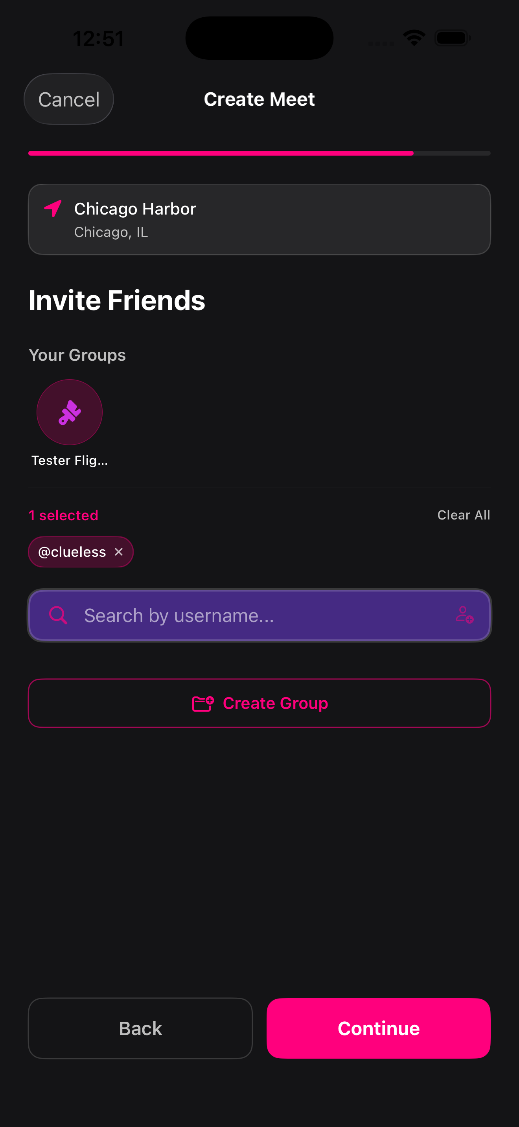 12:51
Cancel
Create Meet
Chicago Harbor
Chicago, IL
Invite Friends
Your Groups
Tester Flig...
1 selected
Clear All
@clueless ×
Search by username...
Create Group
Back
Continue